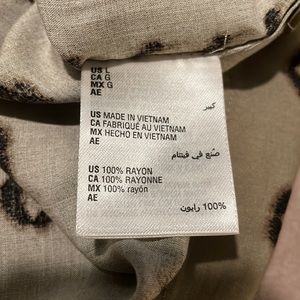 US L
CA G
MX G
AE
كبير
US MADE IN VIETNAM
CA FABRIQUÉ AU VIETNAM
MX HECHO EN VIETNAM
AE
صنع في فيتنام
US 100% RAYON
CA 100% RAYONNE
MX 100% rayón
AE
100% رايون